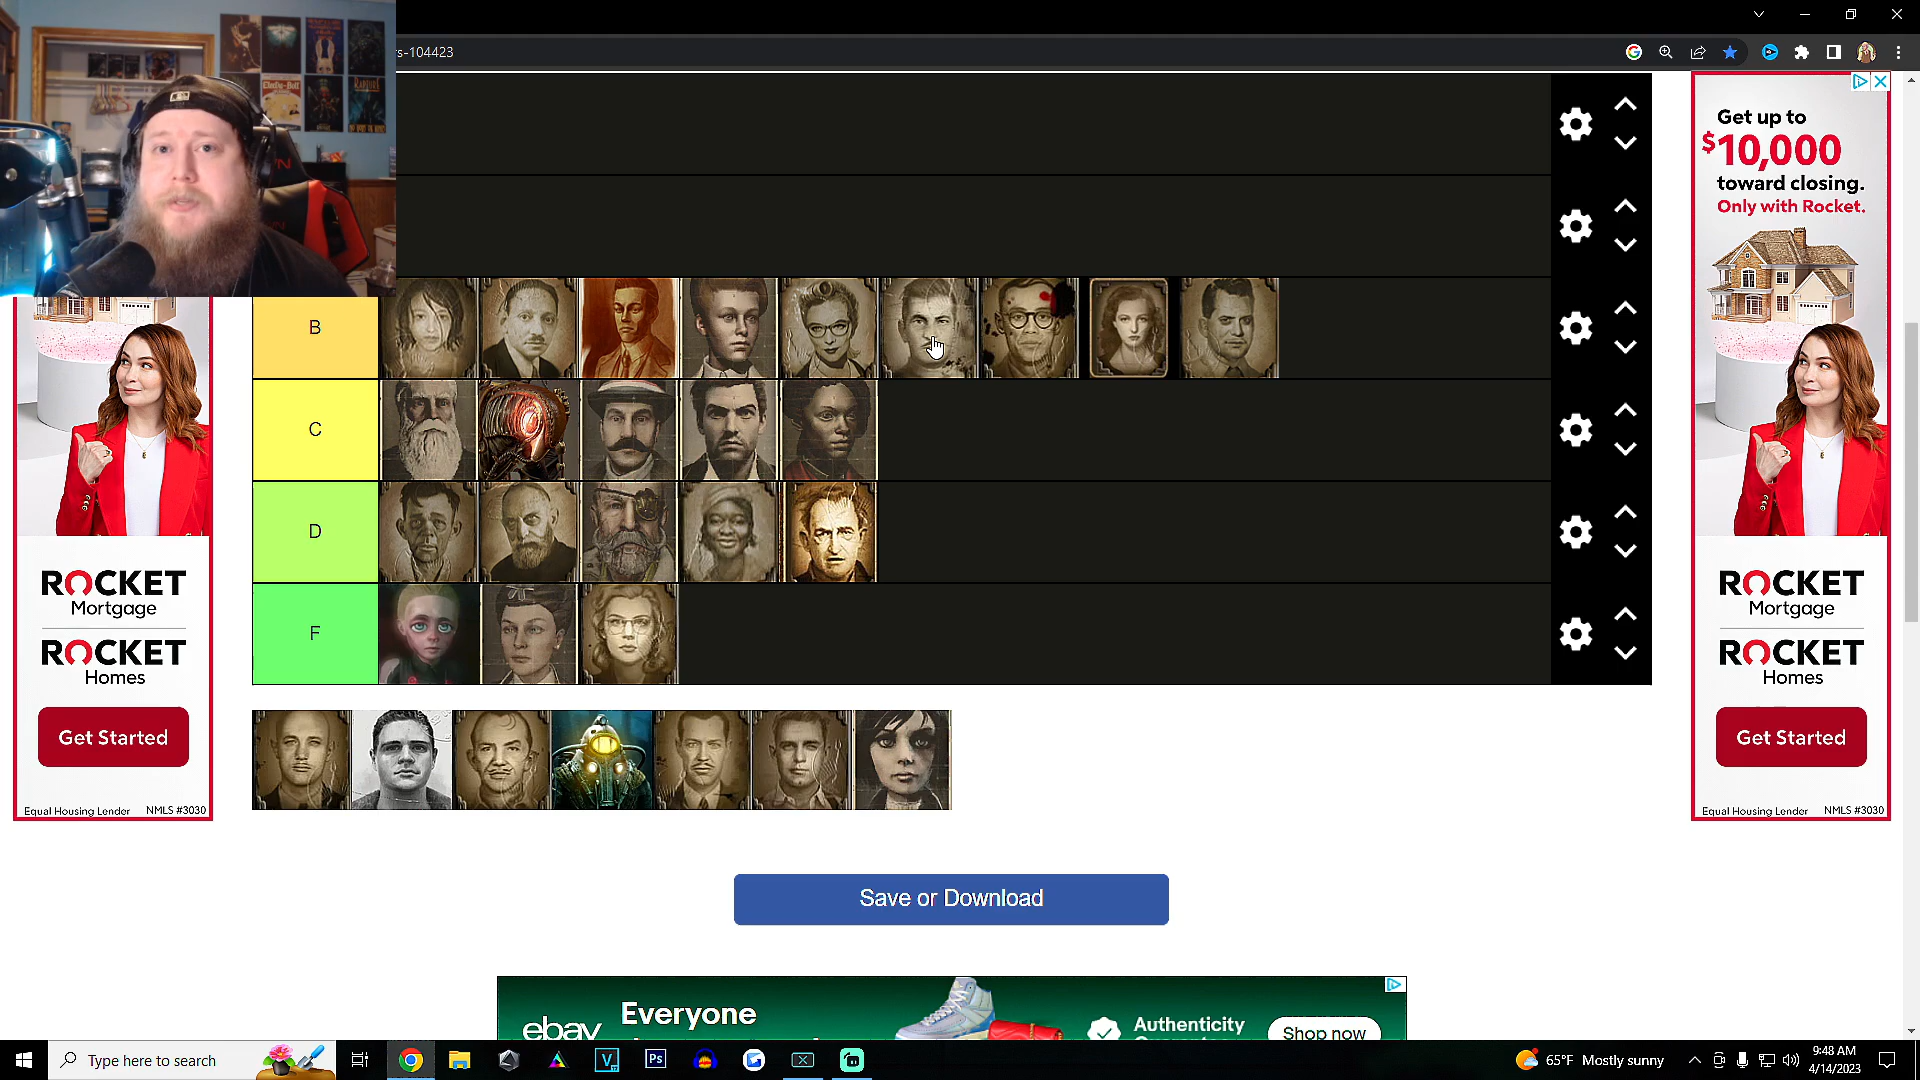 rs-104423
Get up to
$10,000
toward closing.
Only with Rocket.
B
C
D
F
ROCKET
Mortgage
ROCKET
Homes
Get Started
Equal Housing Lender NMLS #3030
ROCKET
Mortgage
ROCKET
Homes
Get Started
Equal Housing Lender NMLS #3030
Save or Download
ebay
Everyone
Authenticity
Shop now
Type here to search
Ps
65°F Mostly sunny
9:48 AM
4/14/2023